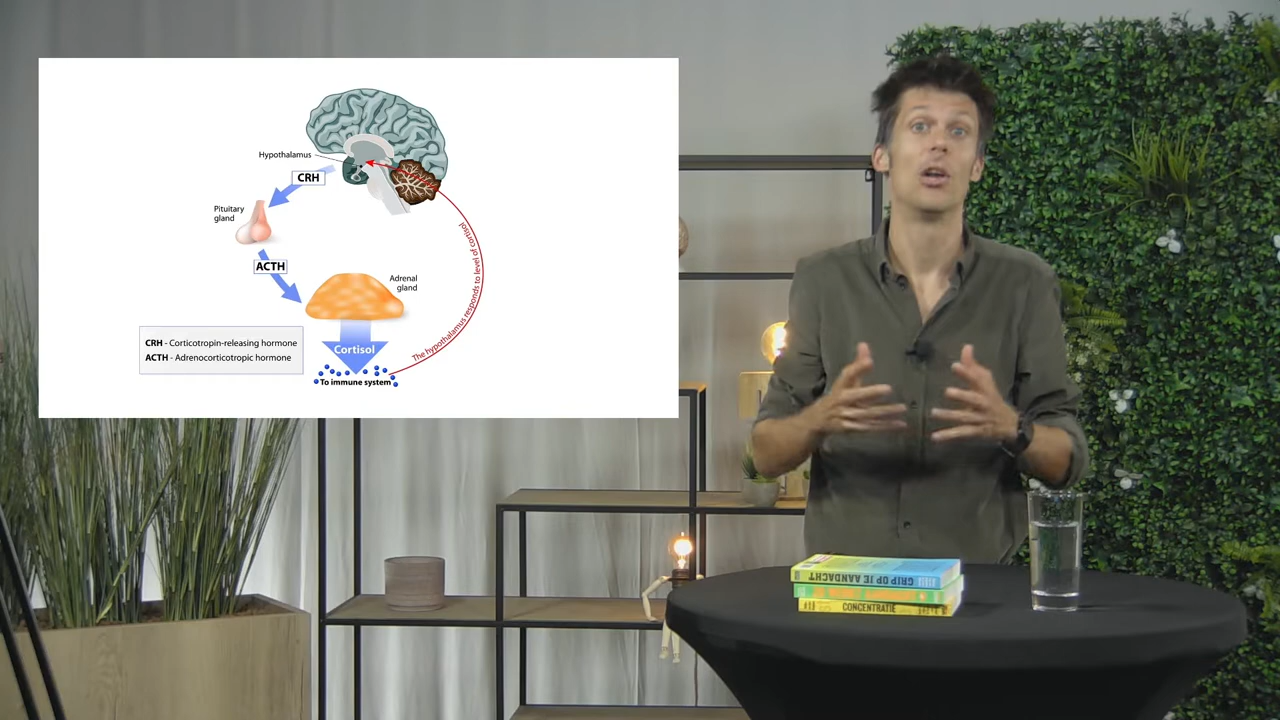 Hypothalamus
CRH
Pituitary
gland
ACTH
Adrenal
gland
CRH - Corticotropin-releasing hormone
ACTH - Adrenocorticotropic hormone
Cortisol
To immune system
The hypothalamus responds to level of cortisol
GRIP OP JE AANDACHT
CONCENTRATIE